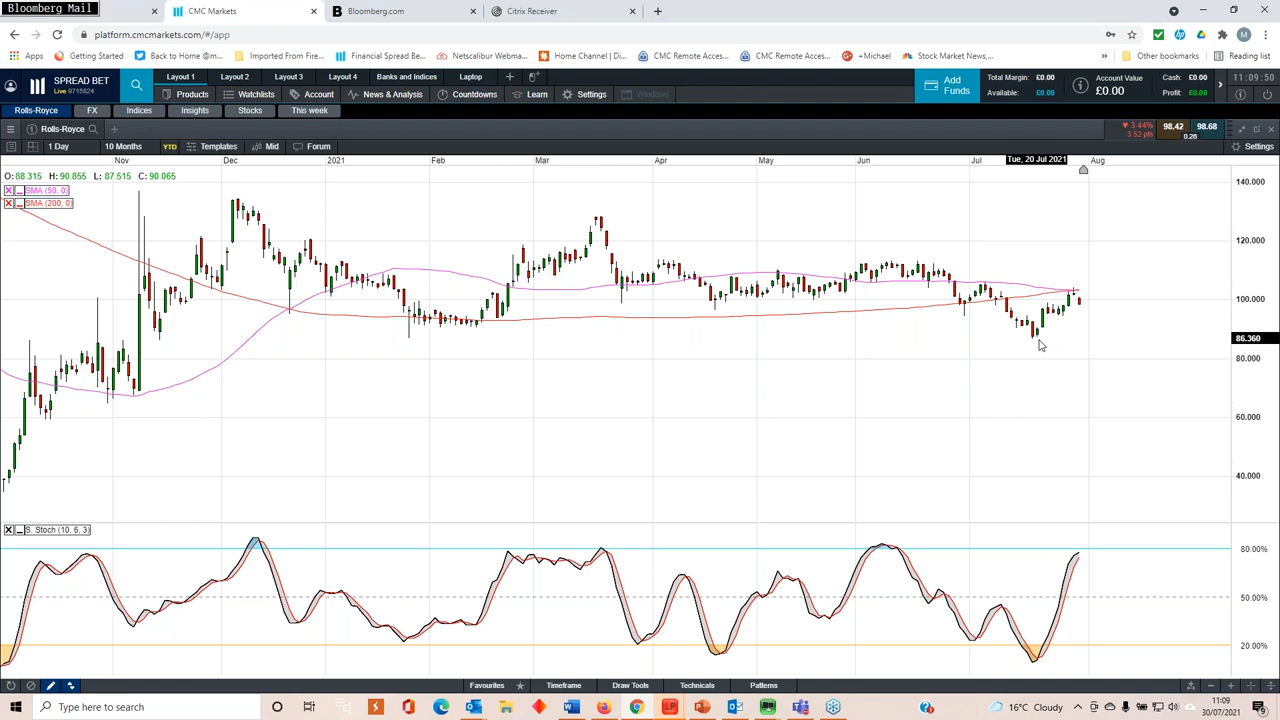 Bloomberg Mail
CMC Markets
Bloomberg.com
Citrix Receiver
platform.cmcmarkets.com/#/app
Apps
Getting Started
Back to Home @m...
Imported From Fire...
Financial Spread Be...
Netscalibur Webma...
Home Channel | Di...
CMC Remote Acces...
CMC Remote Acces...
+Michael
Stock Market News,...
Other bookmarks
Reading list
SPREAD BET
Layout 1
Layout 2
Layout 3
Layout 4
Banks and Indices
Laptop
Products
Watchlists
Account
News & Analysis
Countdowns
Learn
Settings
Windows
Add Funds
Total Margin: £0.00
Available: £0.00
Account Value
£0.00
Cash: £0.00
Profit: £0.00
11:09:50
Rolls-Royce
FX
Indices
Insights
Stocks
This week
Rolls-Royce
3.44%
3.52 pts
98.42
98.68
0.26
1 Day
10 Months
YTD
Templates
Mid
Forum
Settings
Nov
Dec
2021
Feb
Mar
Apr
May
Jun
Jul
Tue, 20 Jul 2021
Aug
O: 88.315 H: 90.855 L: 87.515 C: 90.065
SMA (50, 0)
SMA (200, 0)
140.000
120.000
100.000
86.360
80.000
60.000
40.000
S. Stoch (10, 6, 3)
80.00%
50.00%
20.00%
Favourites
Timeframe
Draw Tools
Technicals
Patterns
Type here to search
16°C Cloudy
11:09
30/07/2021